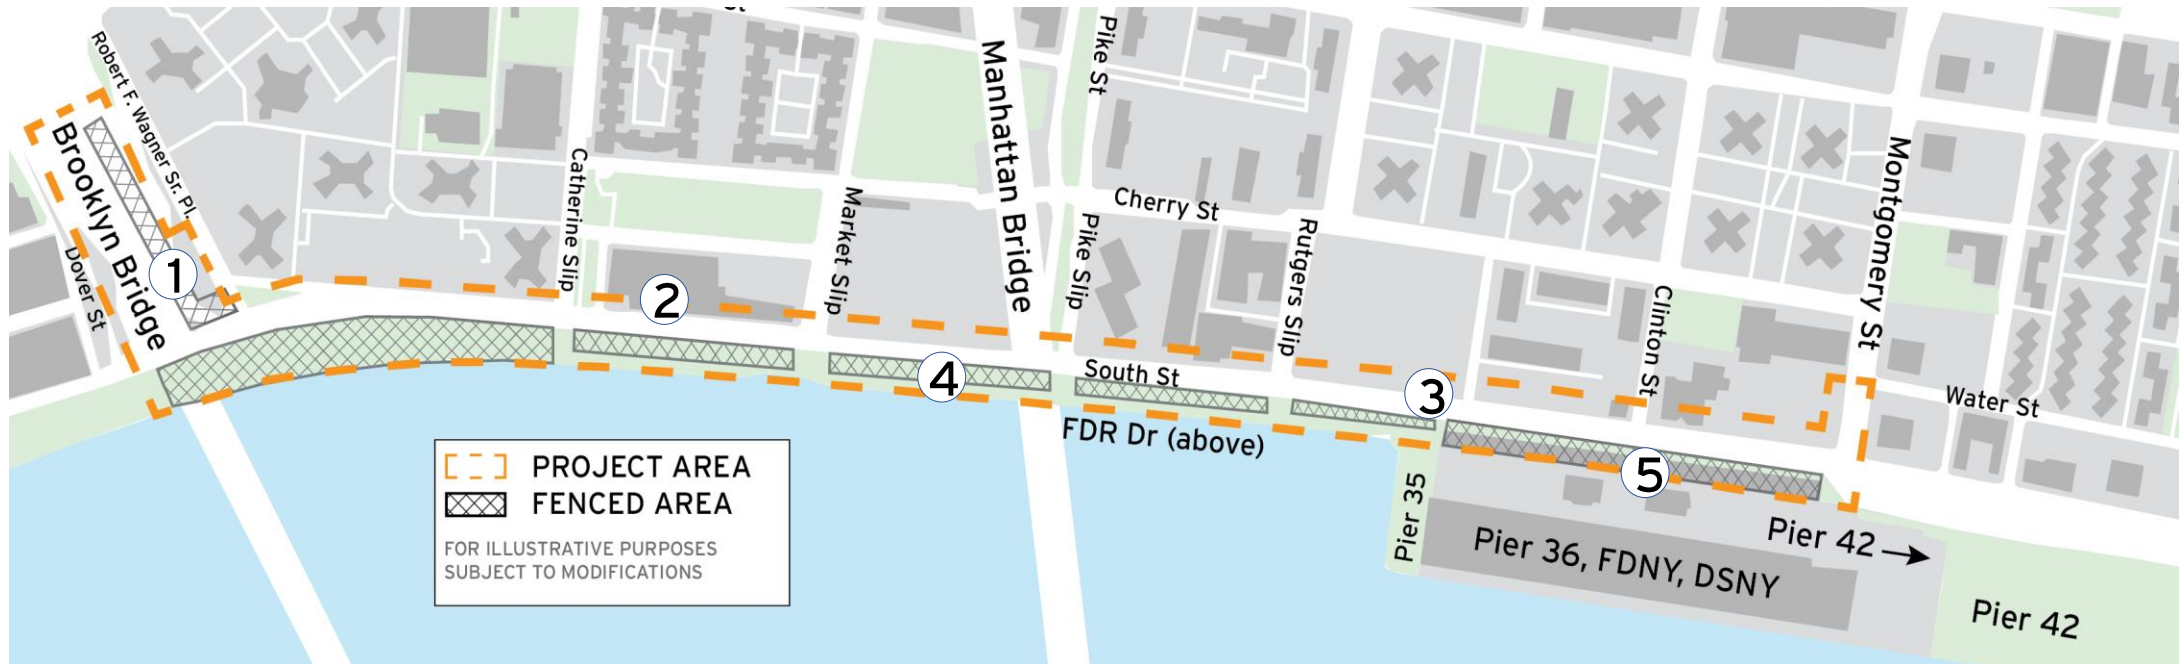 St
Robert F. Wagner Sr. Pl.
Brooklyn Bridge
Dover St
1
Catherine Slip
2
Market Slip
Manhattan Bridge
Pike St
Pike Slip
Cherry St
Rutgers Slip
4
South St
3
Clinton St
Montgomery St
Water St
FDR Dr (above)
5
Pier 35
Pier 36, FDNY, DSNY
Pier 42
Pier 42
PROJECT AREA
FENCED AREA
FOR ILLUSTRATIVE PURPOSES
SUBJECT TO MODIFICATIONS